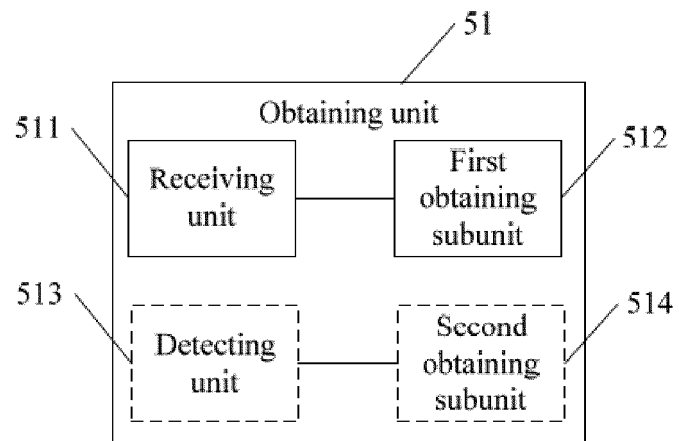 51
Obtaining unit
511
Receiving
unit
First
obtaining
subunit
512
513
Detecting
unit
Second
obtaining
subunit
514